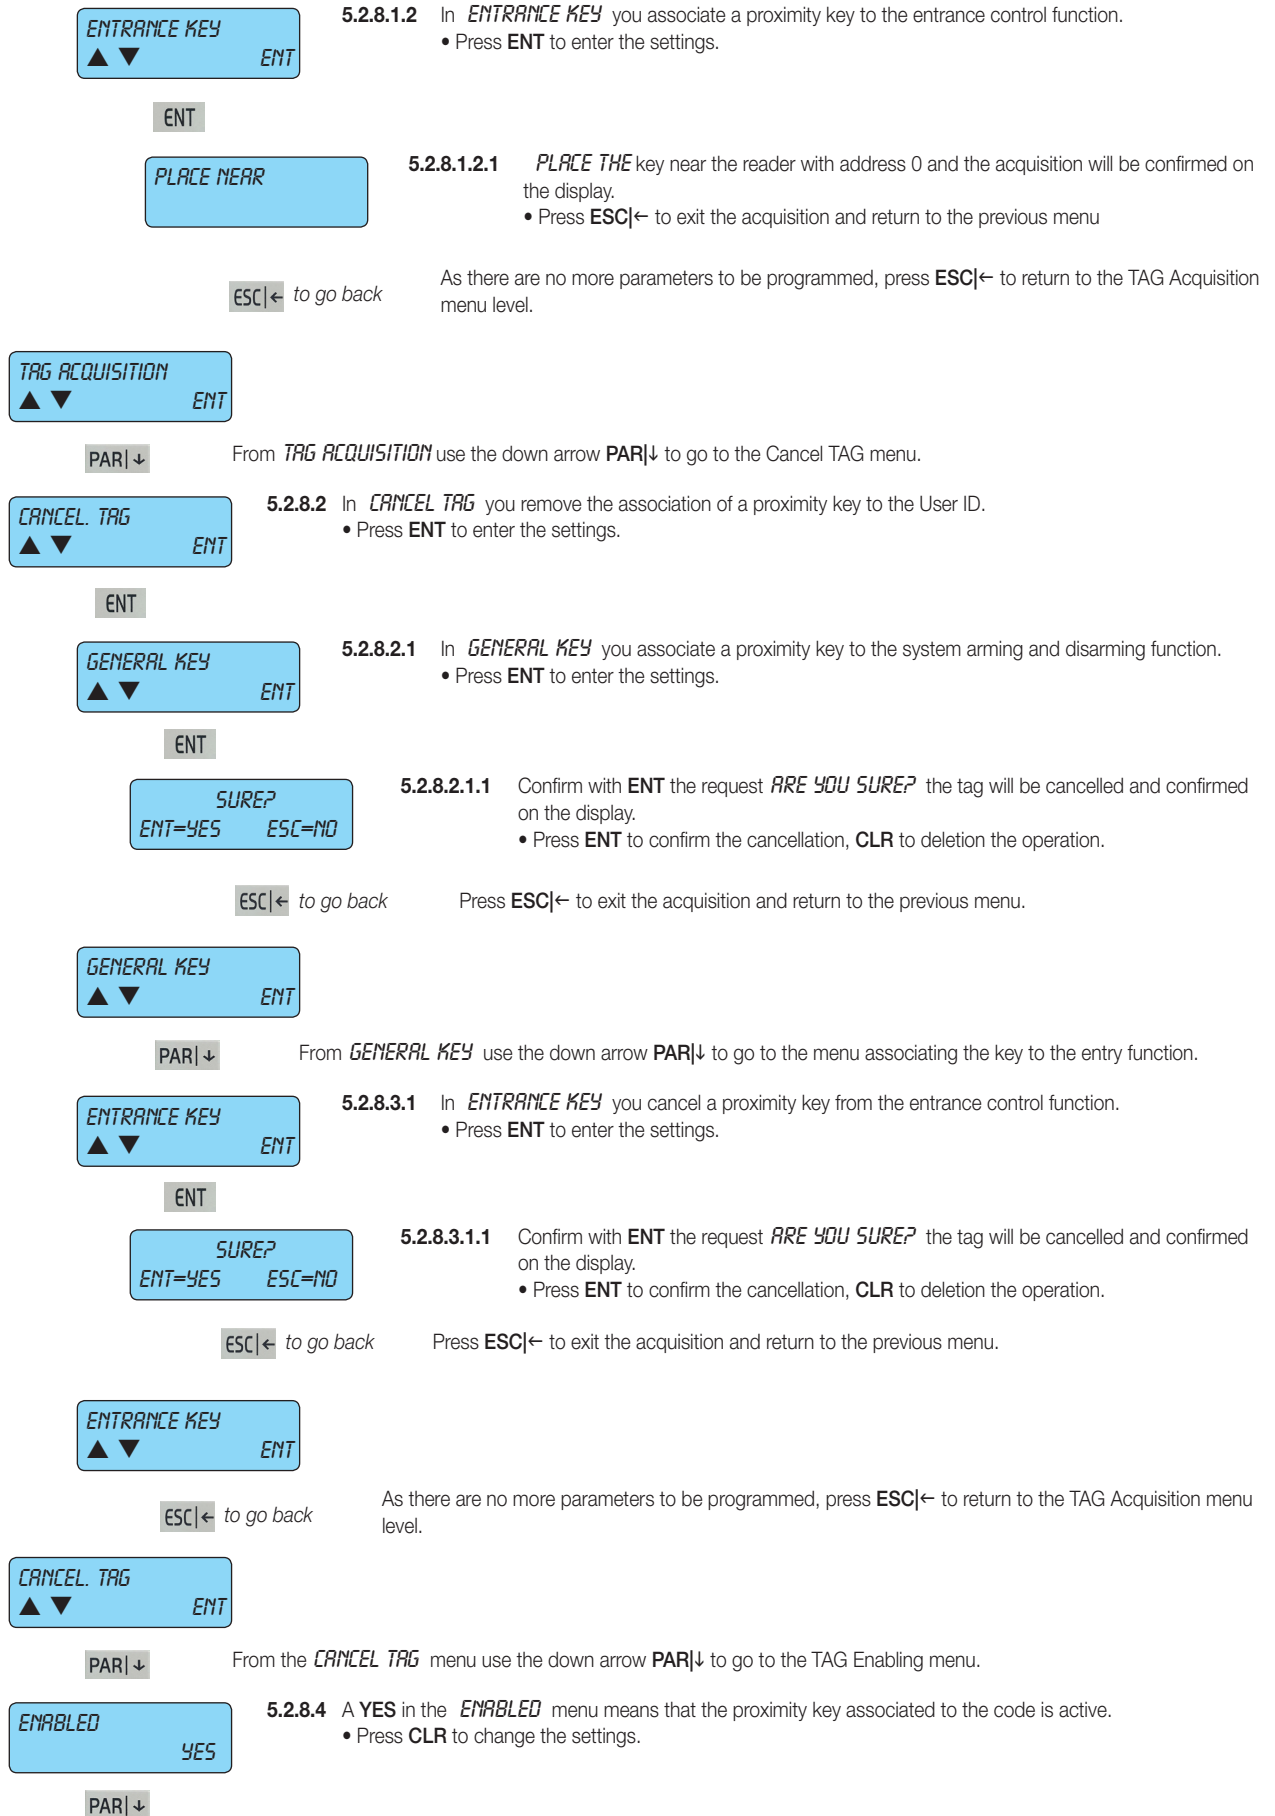 ENTRANCE KEY
▲ ▼ ENT
5.2.8.1.2 In ENTRANCE KEY you associate a proximity key to the entrance control function.
• Press ENT to enter the settings.
ENT
PLACE NEAR
5.2.8.1.2.1 PLACE THE key near the reader with address 0 and the acquisition will be confirmed on
the display.
• Press ESC|← to exit the acquisition and return to the previous menu
ESC|← to go back
As there are no more parameters to be programmed, press ESC|← to return to the TAG Acquisition
menu level.
TAG ACQUISITION
▲ ▼ ENT
PAR|↓
From TAG ACQUISITION use the down arrow PAR|↓ to go to the Cancel TAG menu.
CANCEL. TAG
▲ ▼ ENT
5.2.8.2 In CANCEL TAG you remove the association of a proximity key to the User ID.
• Press ENT to enter the settings.
ENT
GENERAL KEY
▲ ▼ ENT
5.2.8.2.1 In GENERAL KEY you associate a proximity key to the system arming and disarming function.
• Press ENT to enter the settings.
ENT
SURE?
ENT=YES ESC=NO
5.2.8.2.1.1 Confirm with ENT the request ARE YOU SURE? the tag will be cancelled and confirmed
on the display.
• Press ENT to confirm the cancellation, CLR to deletion the operation.
ESC|← to go back
Press ESC|← to exit the acquisition and return to the previous menu.
GENERAL KEY
▲ ▼ ENT
PAR|↓
From GENERAL KEY use the down arrow PAR|↓ to go to the menu associating the key to the entry function.
ENTRANCE KEY
▲ ▼ ENT
5.2.8.3.1 In ENTRANCE KEY you cancel a proximity key from the entrance control function.
• Press ENT to enter the settings.
ENT
SURE?
ENT=YES ESC=NO
5.2.8.3.1.1 Confirm with ENT the request ARE YOU SURE? the tag will be cancelled and confirmed
on the display.
• Press ENT to confirm the cancellation, CLR to deletion the operation.
ESC|← to go back
Press ESC|← to exit the acquisition and return to the previous menu.
ENTRANCE KEY
▲ ▼ ENT
ESC|← to go back
As there are no more parameters to be programmed, press ESC|← to return to the TAG Acquisition menu
level.
CANCEL. TAG
▲ ▼ ENT
PAR|↓
From the CANCEL TAG menu use the down arrow PAR|↓ to go to the TAG Enabling menu.
ENABLED
YES
5.2.8.4 A YES in the ENABLED menu means that the proximity key associated to the code is active.
• Press CLR to change the settings.
PAR|↓